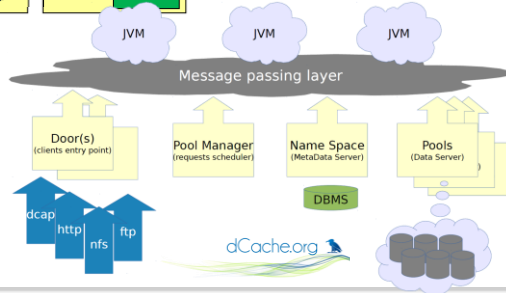 JVM
JVM
JVM
Message passing layer
Door(s)
(clients entry point)
Pool Manager
(requests scheduler)
Name Space
(MetaData Server)
Pools
(Data Server)
)
DBMS
dcap
http
nfs
ftp
dCache.org